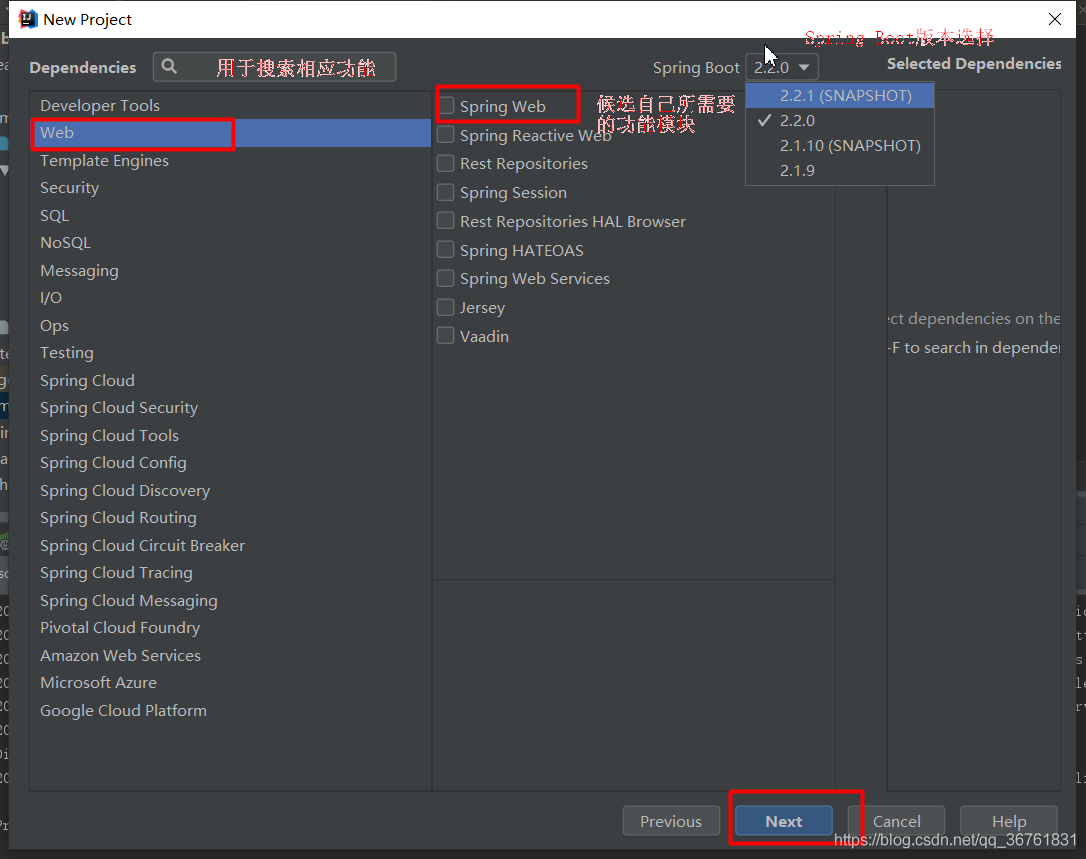 New Project
Spring Boot版本选择
Dependencies
用于搜索相应功能
Spring Boot
2.2.0
Selected Dependencies
2.2.1 (SNAPSHOT)
2.2.0
2.1.10 (SNAPSHOT)
2.1.9
Developer Tools
Web
Template Engines
Security
SQL
NoSQL
Messaging
I/O
Ops
Testing
Spring Cloud
Spring Cloud Security
Spring Cloud Tools
Spring Cloud Config
Spring Cloud Discovery
Spring Cloud Routing
Spring Cloud Circuit Breaker
Spring Cloud Tracing
Spring Cloud Messaging
Pivotal Cloud Foundry
Amazon Web Services
Microsoft Azure
Google Cloud Platform
Spring Web
候选自己所需要
的功能模块
Spring Reactive Web
Rest Repositories
Spring Session
Rest Repositories HAL Browser
Spring HATEOAS
Spring Web Services
Jersey
Vaadin
ect dependencies on the
-F to search in depende
Previous
Next
Cancel
Help
https://blog.csdn.net/qq_36761831